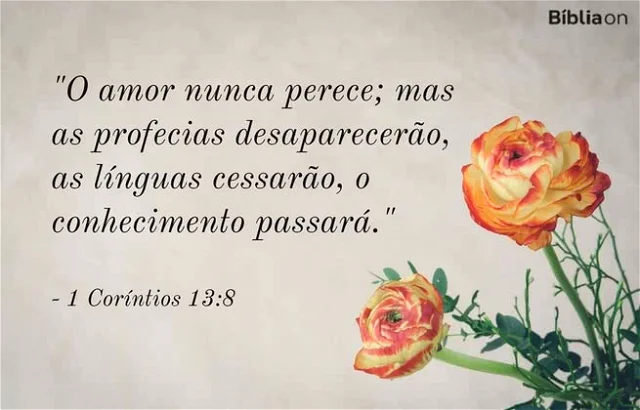 Bíbliaon
"O amor nunca perece; mas
as profecias desaparecerão,
as línguas cessarão, o
conhecimento passará."
- 1 Coríntios 13:8